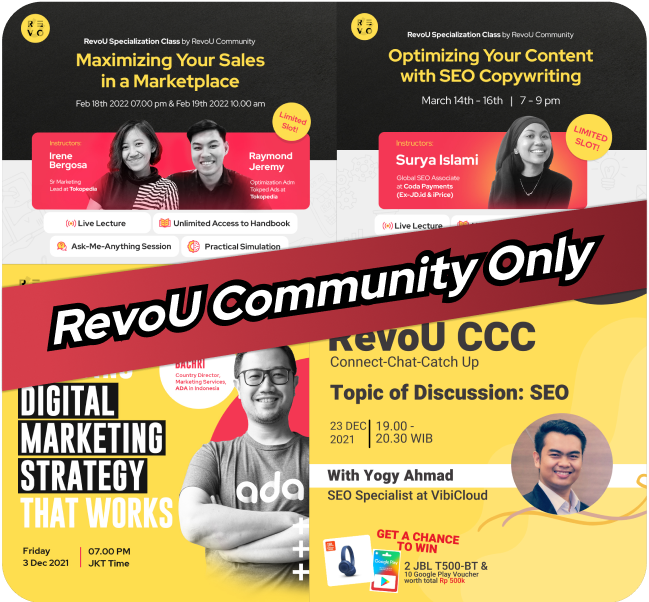 REVO
RevoU Specialization Class by RevoU Community
Maximizing Your Sales
in a Marketplace
Feb 18th 2022 07.00 pm & Feb 19th 2022 10.00 am
Limited
Slot!
Instructors:
Irene
Bergosa
Sr Marketing
Lead at Tokopedia
Raymond
Jeremy
Optimization Adm
Tokped Ads at
Tokopedia
Live Lecture
Unlimited Access to Handbook
Ask-Me-Anything Session
Practical Simulation
REVO
RevoU Specialization Class by RevoU Community
Optimizing Your Content
with SEO Copywriting
March 14th - 16th | 7 - 9 pm
LIMITED
SLOT!
Instructors:
Surya Islami
Global SEO Associate
at Coda Payments
(Ex-JD.id & iPrice)
Live Lecture
RevoU Community Only
BACHRI
Country Director,
Marketing Services,
ADA in Indonesia
DIGITAL
MARKETING
STRATEGY
THAT WORKS
ada
Friday
3 Dec 2021
07.00 PM
JKT Time
RevoU CCC
Connect-Chat-Catch Up
Topic of Discussion: SEO
23 DEC
2021
19.00 -
20.30 WIB
With Yogy Ahmad
SEO Specialist at VibiCloud
GET A CHANCE
TO WIN
JBL
Google Play
2 JBL T500-BT &
10 Google Play Voucher
worth total Rp 500k